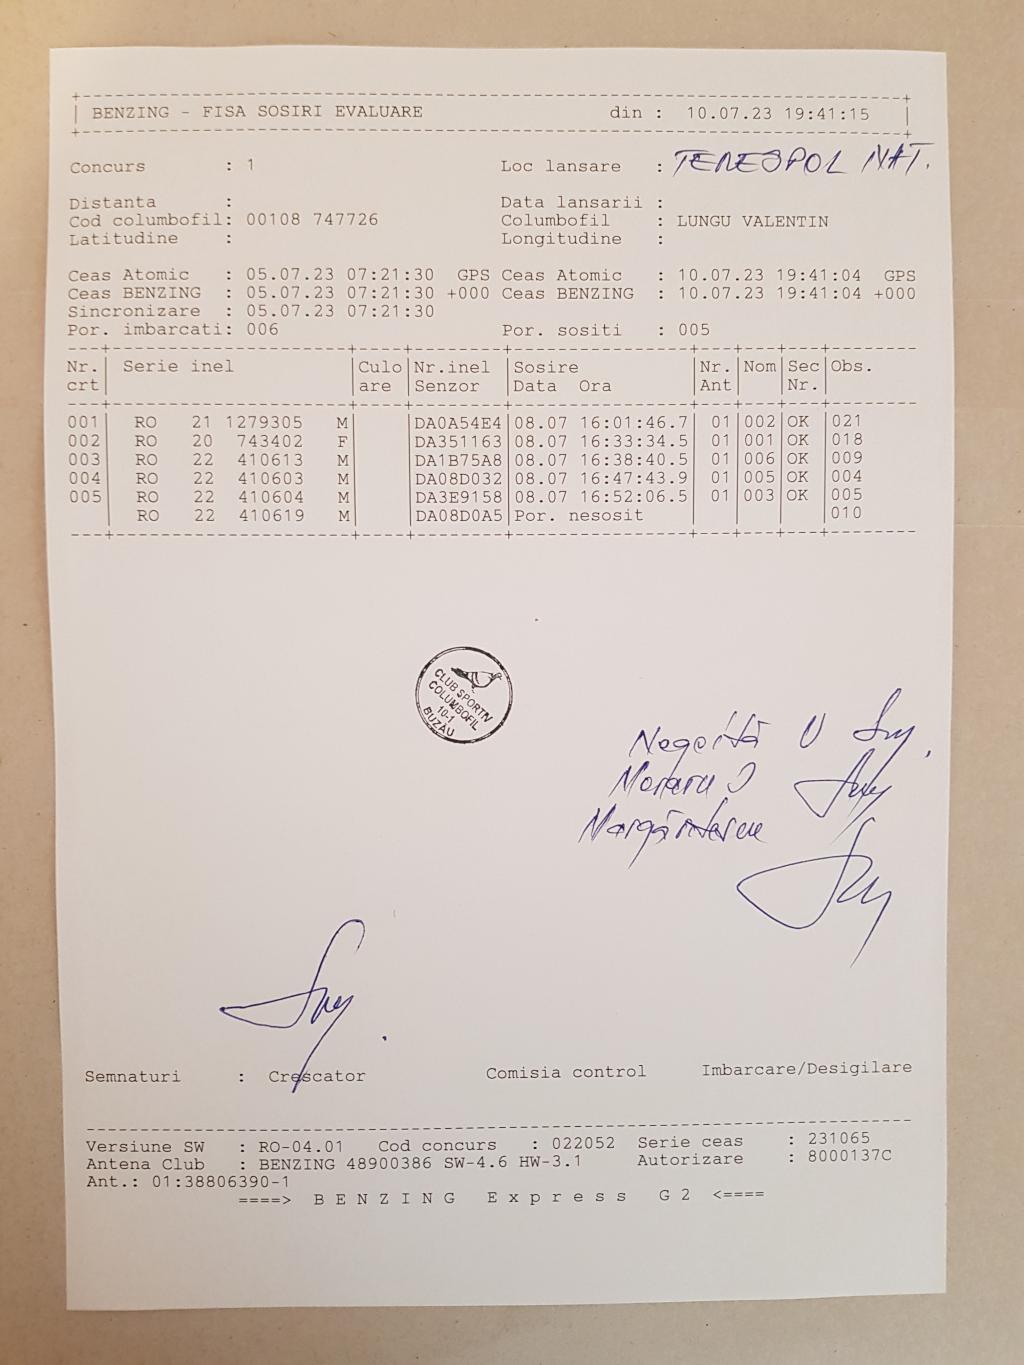 BENZING - FISA SOSIRI EVALUARE din : 10.07.23 19:41:15
Concurs : 1 Loc lansare : TERESPOL NAT.
Distanta : Data lansarii :
Cod columbofil: 00108 747726 Columbofil : LUNGU VALENTIN
Latitudine : Longitudine :
Ceas Atomic : 05.07.23 07:21:30 GPS Ceas Atomic : 10.07.23 19:41:04 GPS
Ceas BENZING : 05.07.23 07:21:30 +000 Ceas BENZING : 10.07.23 19:41:04 +000
Sincronizare : 05.07.23 07:21:30
Por. imbarcati: 006 Por. sositi : 005
Nr. Serie inel Culo Nr.inel Sosire Nr. Nom Sec Obs.
crt are Senzor Data Ora Ant Nr.
001 RO 21 1279305 M DA0A54E4 08.07 16:01:46.7 01 002 OK 021
002 RO 20 743402 F DA351163 08.07 16:33:34.5 01 001 OK 018
003 RO 22 410613 M DA1B75A8 08.07 16:38:40.5 01 006 OK 009
004 RO 22 410603 M DA08D032 08.07 16:47:43.9 01 005 OK 004
005 RO 22 410604 M DA3E9158 08.07 16:52:06.5 01 003 OK 005
RO 22 410619 M DA08D0A5 Por. nesosit 010
CLUB SPORTIV
COLUMBOFIL
10-1
BUZĂU
Negoiță
Moraru
Semnaturi : Crescator Comisia control Imbarcare/Desigilare
Versiune SW : RO-04.01 Cod concurs : 022052 Serie ceas : 231065
Antena Club : BENZING 48900386 SW-4.6 HW-3.1 Autorizare : 8000137C
Ant.: 01:38806390-1
====> B E N Z I N G E x p r e s s G 2 <====